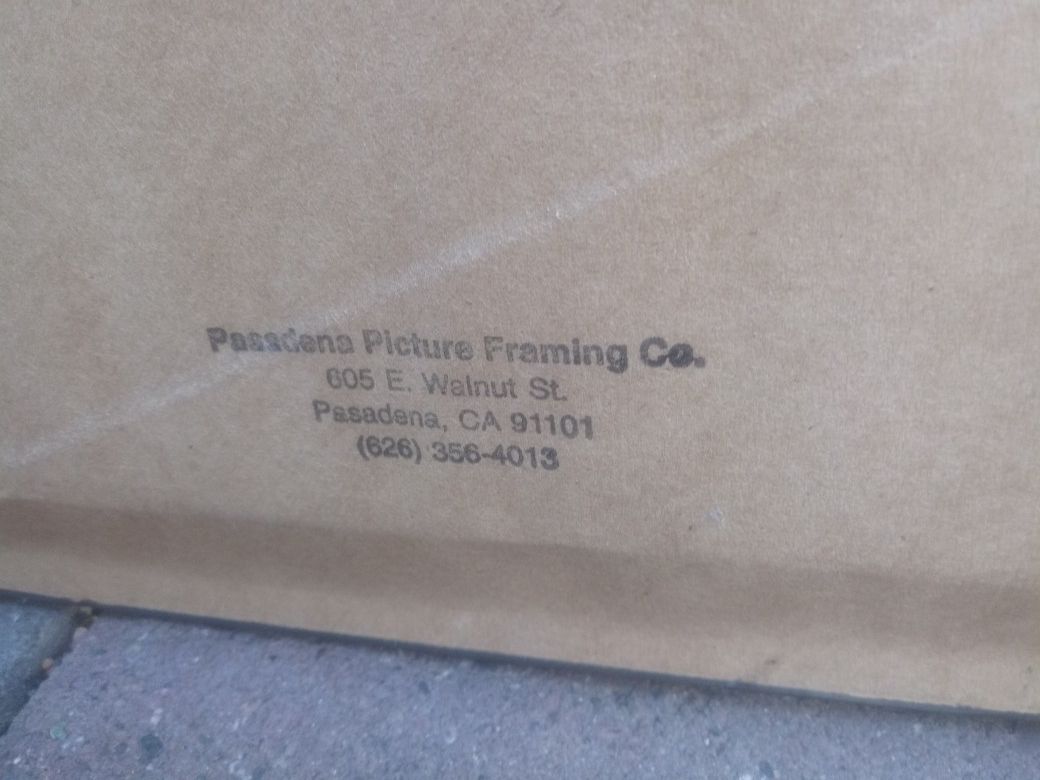 Pasadena Picture Framing Co.
605 E. Walnut St.
Pasadena, CA 91101
(626) 356-4013